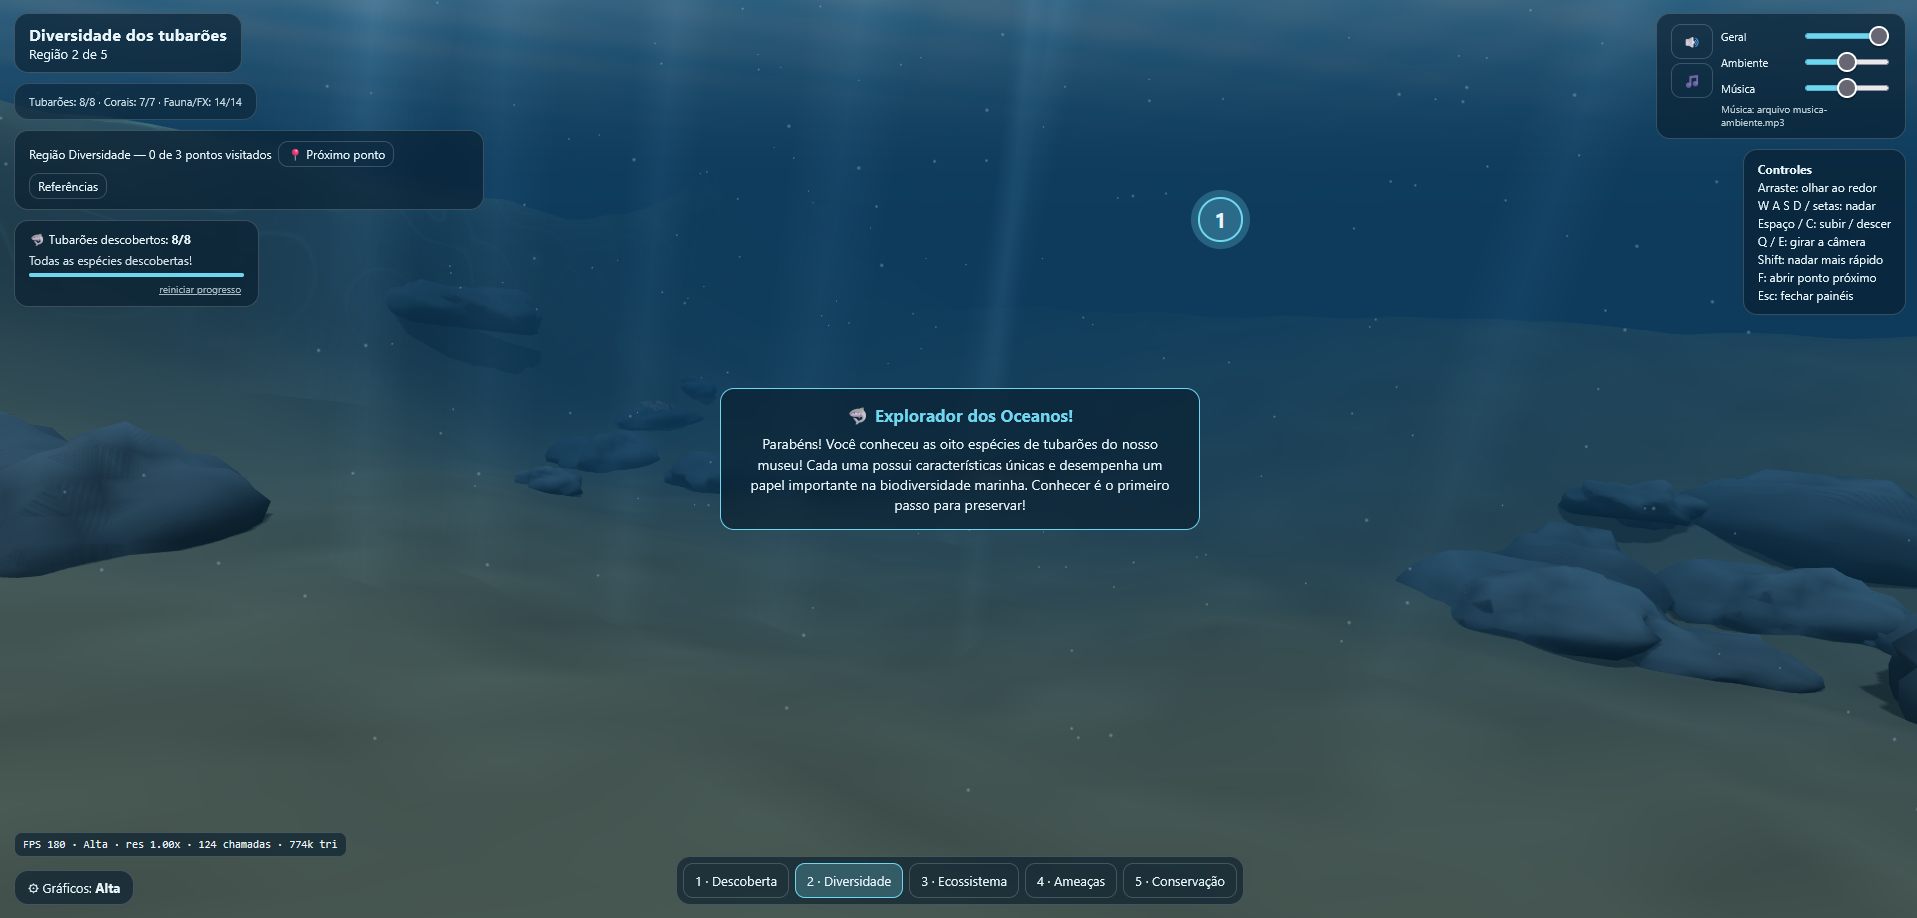 Diversidade dos tubarões
Região 2 de 5
Tubarões: 8/8 · Corais: 7/7 · Fauna/FX: 14/14
Região Diversidade — 0 de 3 pontos visitados
Próximo ponto
Referências
Tubarões descobertos: 8/8
Todas as espécies descobertas!
reiniciar progresso
Geral
Ambiente
Música
Música: arquivo musica-
ambiente.mp3
Controles
Arraste: olhar ao redor
W A S D / setas: nadar
Espaço / C: subir / descer
Q / E: girar a câmera
Shift: nadar mais rápido
F: abrir ponto próximo
Esc: fechar painéis
1
Explorador dos Oceanos!
Parabéns! Você conheceu as oito espécies de tubarões do nosso
museu! Cada uma possui características únicas e desempenha um
papel importante na biodiversidade marinha. Conhecer é o primeiro
passo para preservar!
FPS 180 · Alta · res 1.00x · 124 chamadas · 774k tri
Gráficos: Alta
1 · Descoberta
2 · Diversidade
3 · Ecossistema
4 · Ameaças
5 · Conservação